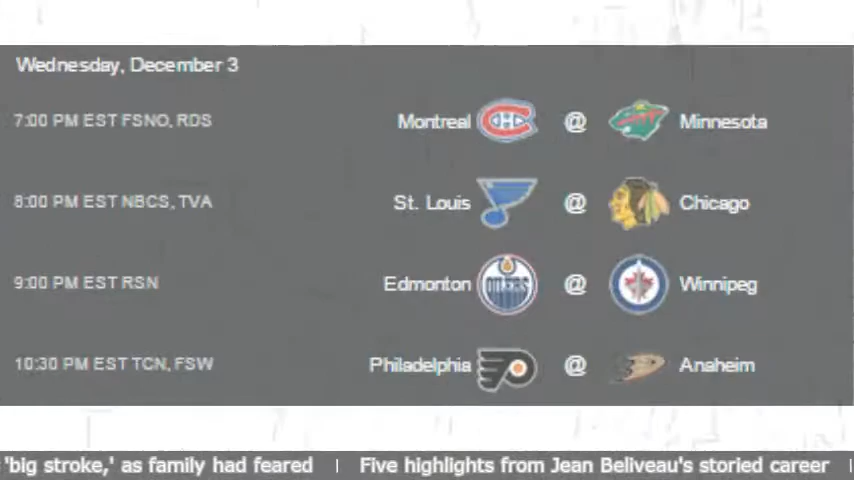 Wednesday, December 3
7:00 PM EST FSNO, RDS Montreal @ Minnesota
8:00 PM EST NBCS, TVA St. Louis @ Chicago
9:00 PM EST RSN Edmonton OILERS @ Winnipeg
10:30 PM EST TCN, FSW Philadelphia @ Anaheim
'big stroke,' as family had feared | Five highlights from Jean Beliveau's storied career |